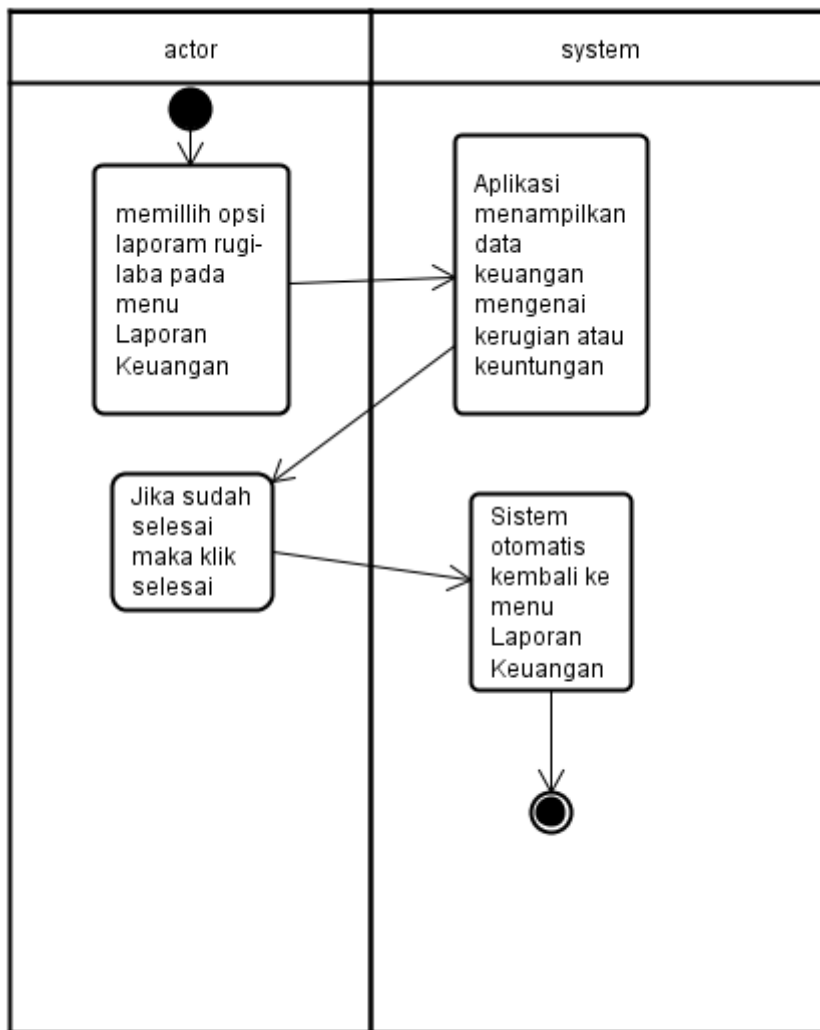 actor
system
memillih opsi
laporam rugi-
laba pada
menu
Laporan
Keuangan
Aplikasi
menampilkan
data
keuangan
mengenai
kerugian atau
keuntungan
Jika sudah
selesai
maka klik
selesai
Sistem
otomatis
kembali ke
menu
Laporan
Keuangan